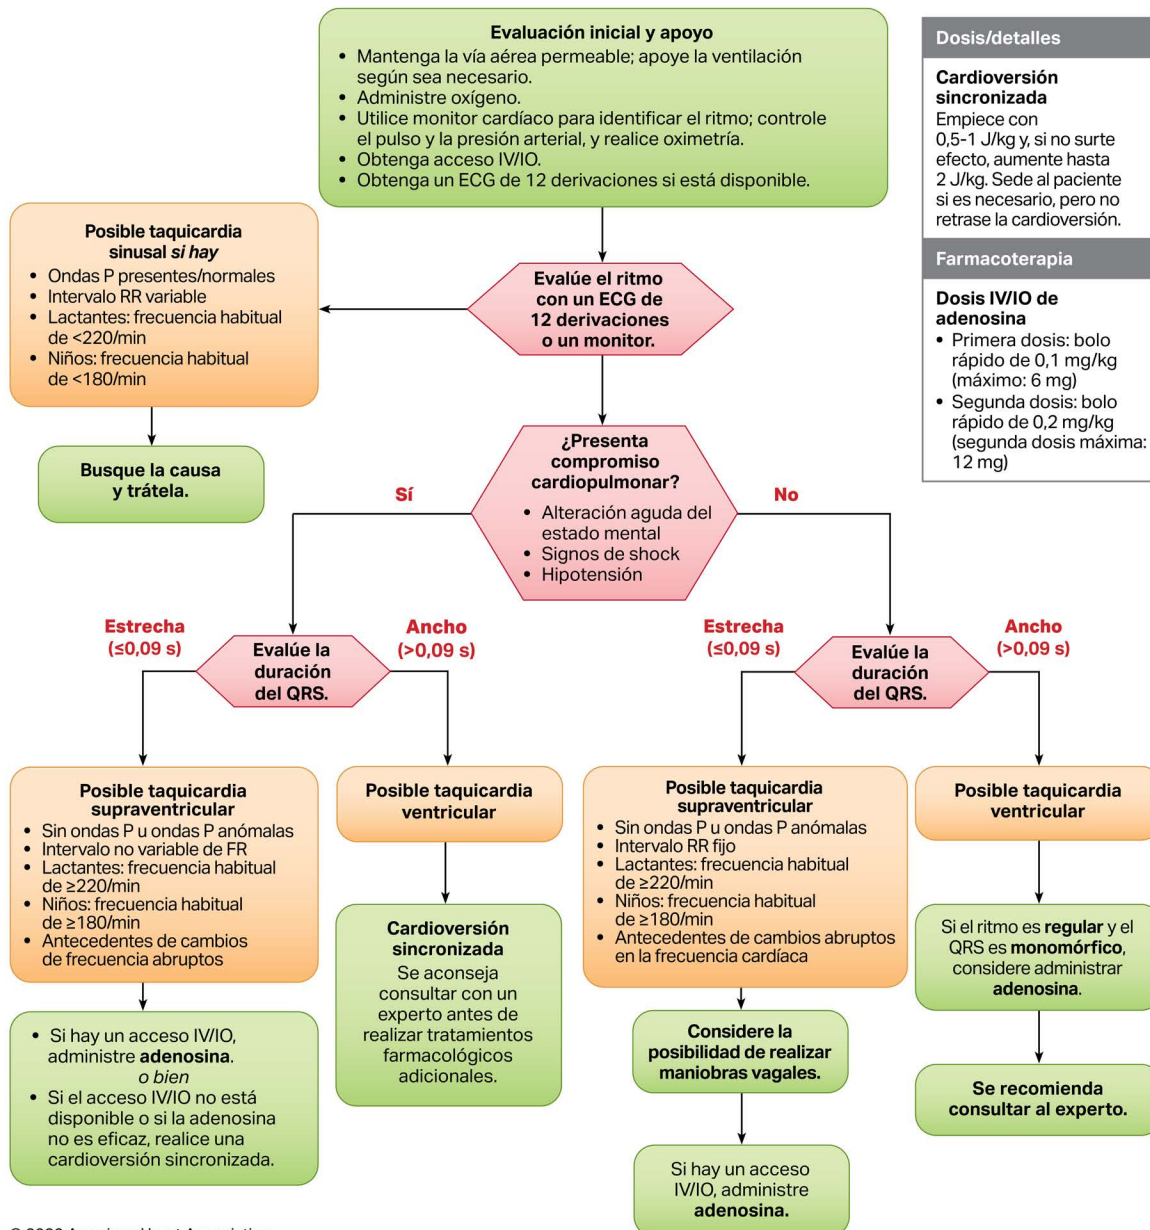 Evaluación inicial y apoyo
• Mantenga la vía aérea permeable; apoye la ventilación
según sea necesario.
• Administre oxígeno.
• Utilice monitor cardíaco para identificar el ritmo; controle
el pulso y la presión arterial, y realice oximetría.
• Obtenga acceso IV/IO.
• Obtenga un ECG de 12 derivaciones si está disponible.
Dosis/detalles
Cardioversión
sincronizada
Empiece con
0,5-1 J/kg y, si no surte
efecto, aumente hasta
2 J/kg. Sede al paciente
si es necesario, pero no
retrase la cardioversión.
Farmacoterapia
Dosis IV/IO de
adenosina
• Primera dosis: bolo
rápido de 0,1 mg/kg
(máximo: 6 mg)
• Segunda dosis: bolo
rápido de 0,2 mg/kg
(segunda dosis máxima:
12 mg)
Posible taquicardia
sinusal si hay
• Ondas P presentes/normales
• Intervalo RR variable
• Lactantes: frecuencia habitual
de <220/min
• Niños: frecuencia habitual
de <180/min
Evalúe el ritmo
con un ECG de
12 derivaciones
o un monitor.
Busque la causa
y trátela.
¿Presenta
compromiso
cardiopulmonar?
• Alteración aguda del
estado mental
• Signos de shock
• Hipotensión
Sí
No
Estrecha
(≤0,09 s)
Evalúe la
duración
del QRS.
Ancho
(>0,09 s)
Estrecha
(≤0,09 s)
Evalúe la
duración
del QRS.
Ancho
(>0,09 s)
Posible taquicardia
supraventricular
• Sin ondas P u ondas P anómalas
• Intervalo no variable de FR
• Lactantes: frecuencia habitual
de ≥220/min
• Niños: frecuencia habitual
de ≥180/min
• Antecedentes de cambios
de frecuencia abruptos
Posible taquicardia
ventricular
Posible taquicardia
supraventricular
• Sin ondas P u ondas P anómalas
• Intervalo RR fijo
• Lactantes: frecuencia habitual
de ≥220/min
• Niños: frecuencia habitual
de ≥180/min
• Antecedentes de cambios abruptos
en la frecuencia cardíaca
Posible taquicardia
ventricular
• Si hay un acceso IV/IO,
administre adenosina.
o bien
• Si el acceso IV/IO no está
disponible o si la adenosina
no es eficaz, realice una
cardioversión sincronizada.
Cardioversión
sincronizada
Se aconseja
consultar con un
experto antes de
realizar tratamientos
farmacológicos
adicionales.
Considere la
posibilidad de realizar
maniobras vagales.
Si hay un acceso
IV/IO, administre
adenosina.
Si el ritmo es regular y el
QRS es monomórfico,
considere administrar
adenosina.
Se recomienda
consultar al experto.